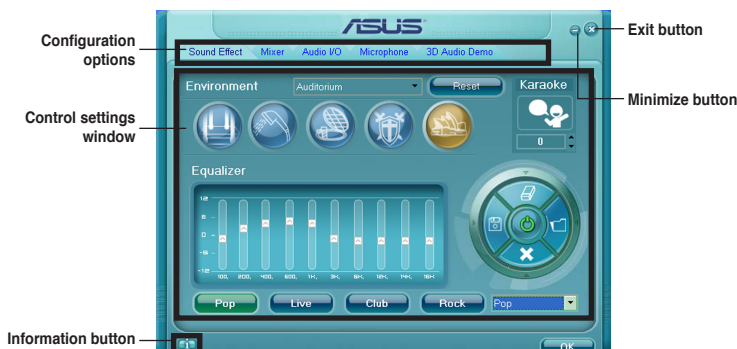 ASUS
Exit button
Configuration options
Sound Effect Mixer Audio I/O Microphone 3D Audio Demo
Minimize button
Environment Auditorium Reset Karaoke
Control settings window
0
Equalizer
12
6
0
-6
-12
100, 200, 400, 600, 1K, 3K, 6K, 12K, 14K, 16K
Pop Live Club Rock Pop
Information button
i
OK